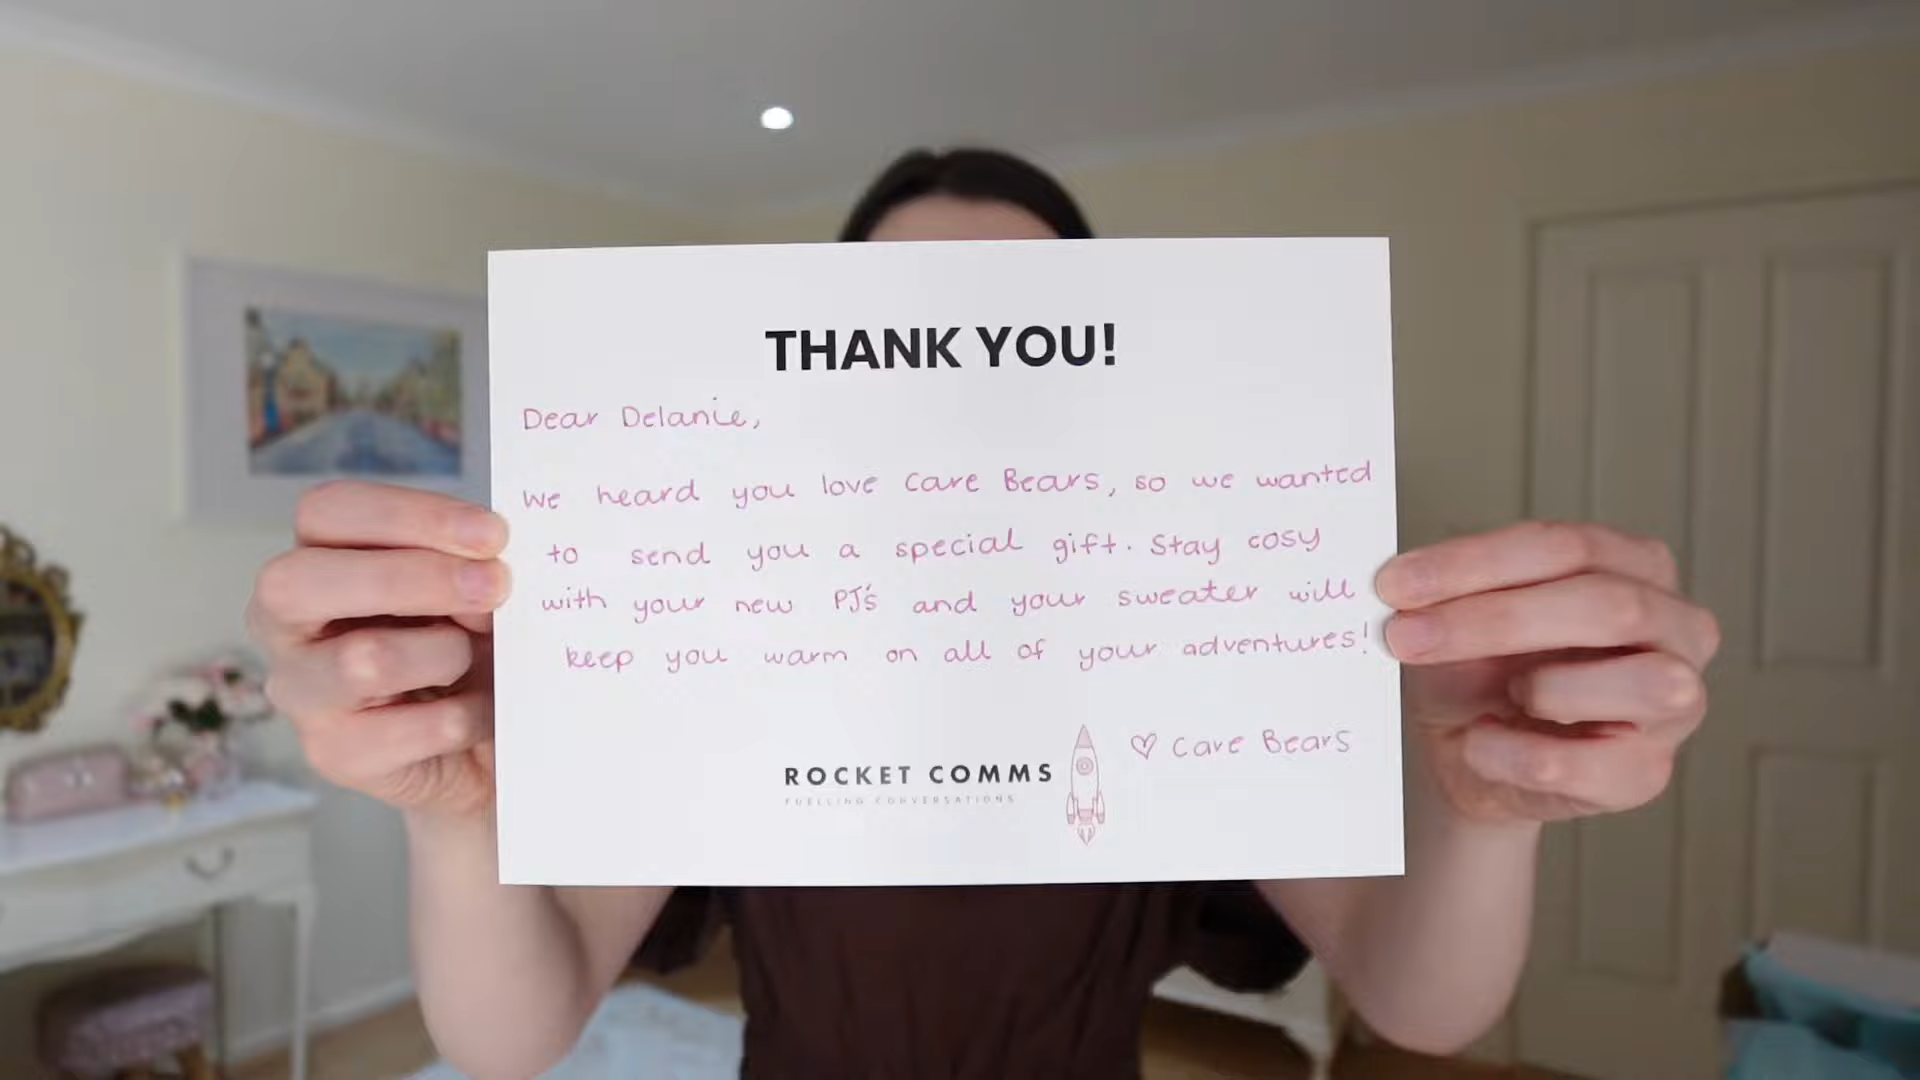 THANK YOU!
Dear Delanie,
We heard you love Care Bears, so we wanted
to send you a special gift. Stay cosy
with your new PJ's and your sweater will
keep you warm on all of your adventures!
♡ Care Bears
ROCKET COMMS
FUELLING CONVERSATIONS